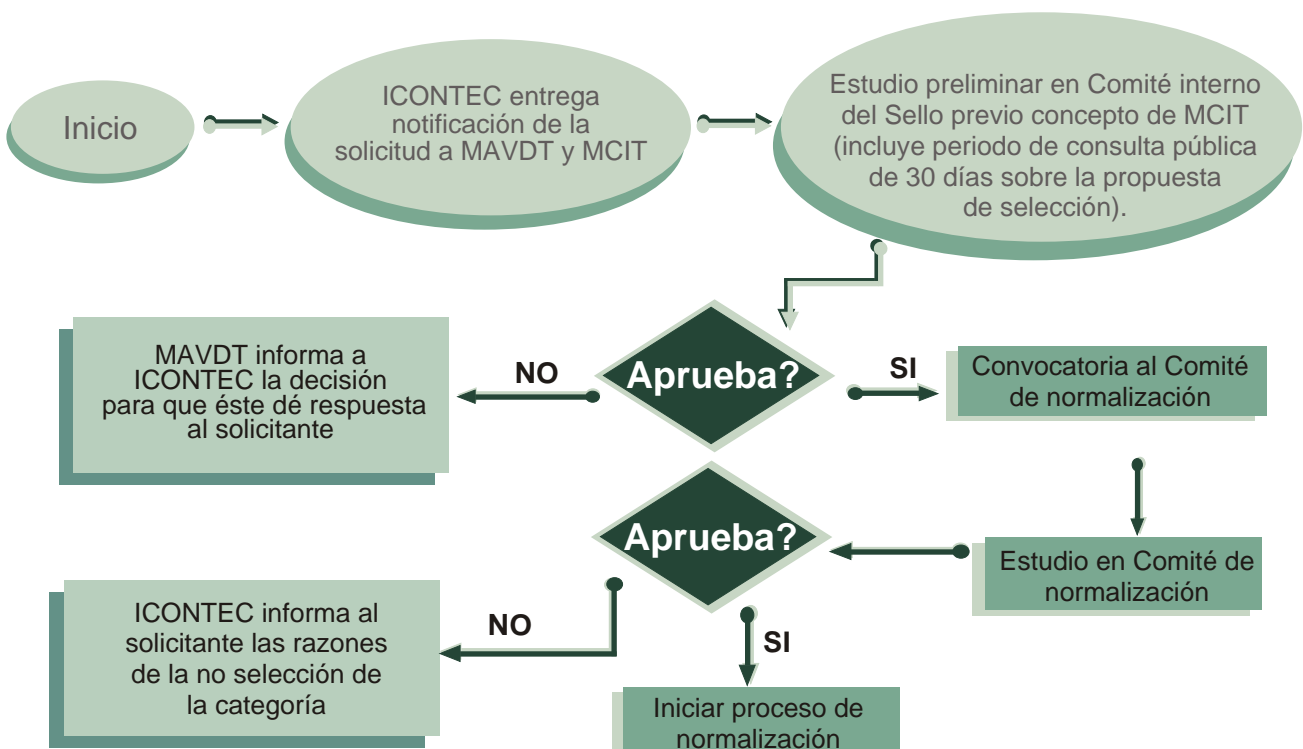 Inicio
ICONTEC entrega
notificación de la
solicitud a MAVDT y MCIT
Estudio preliminar en Comité interno
del Sello previo concepto de MCIT
(incluye periodo de consulta pública
de 30 días sobre la propuesta
de selección).
MAVDT informa a
ICONTEC la decisión
para que éste dé respuesta
al solicitante
NO
Aprueba?
SI
Convocatoria al Comité
de normalización
Aprueba?
Estudio en Comité de
normalización
ICONTEC informa al
solicitante las razones
de la no selección de
la categoría
NO
SI
Iniciar proceso de
normalización